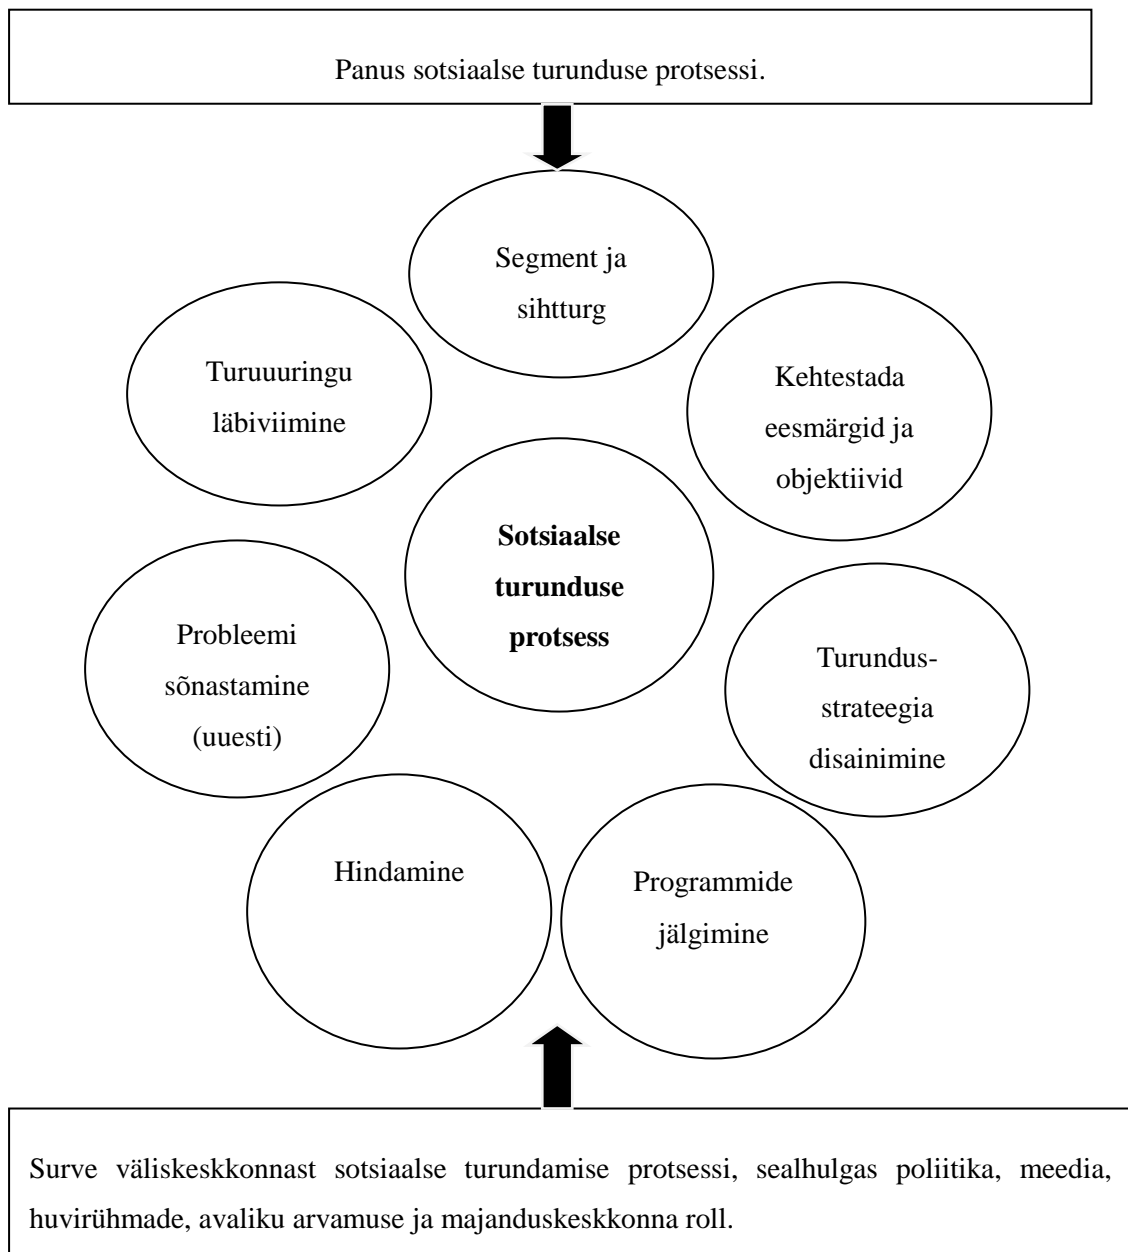 Panus sotsiaalse turunduse protsessi.
Segment ja
sihtturg
Turuuuringu
läbiviimine
Kehtestada
eesmärgid ja
objektiivid
Sotsiaalse
turunduse
protsess
Probleemi
sõnastamine
(uuesti)
Turundus-
strateegia
disainimine
Hindamine
Programmide
jälgimine
Surve väliskeskkonnast sotsiaalse turundamise protsessi, sealhulgas poliitika, meedia,
huvirühmade, avaliku arvamuse ja majanduskeskkonna roll.